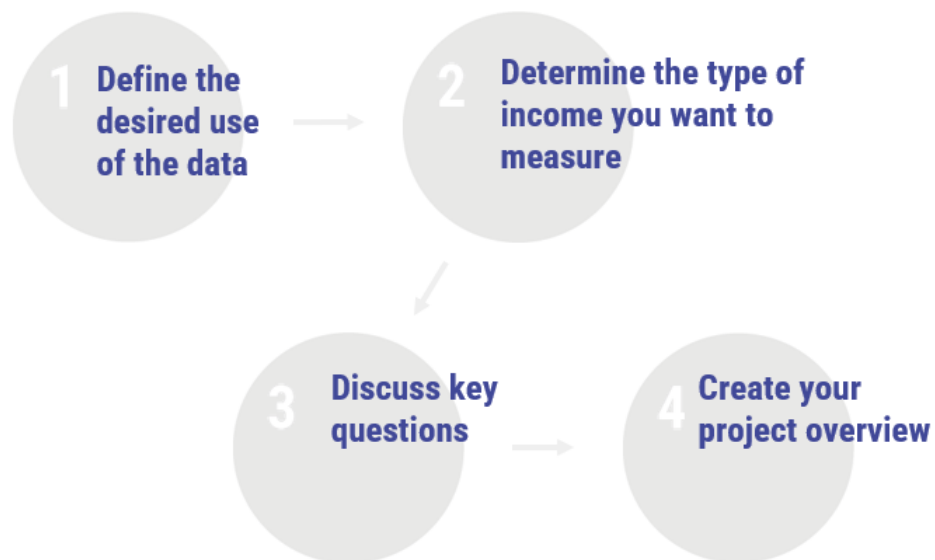 1
Define the
desired use
of the data
2
Determine the type of
income you want to
measure
3
Discuss key
questions
4
Create your
project overview